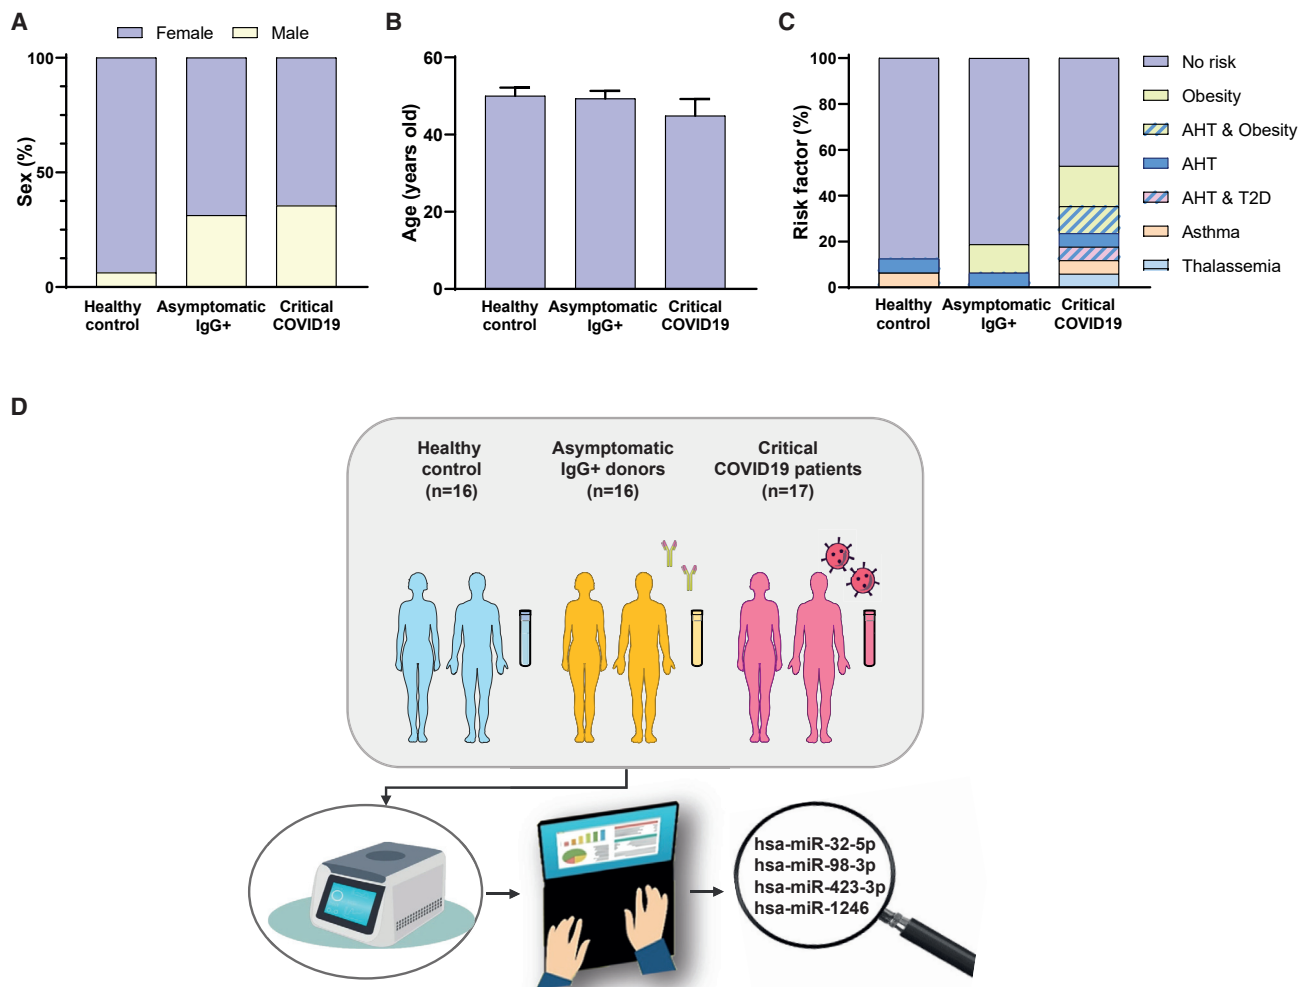 A
Female
Male
Sex (%)
100
50
0
Healthy
control
Asymptomatic
IgG+
Critical
COVID19
B
Age (years old)
60
40
20
0
Healthy
control
Asymptomatic
IgG+
Critical
COVID19
C
Risk factor (%)
100
80
60
40
20
0
Healthy
control
Asymptomatic
IgG+
Critical
COVID19
No risk
Obesity
AHT & Obesity
AHT
AHT & T2D
Asthma
Thalassemia
D
Healthy
control
(n=16)
Asymptomatic
IgG+ donors
(n=16)
Critical
COVID19 patients
(n=17)
hsa-miR-32-5p
hsa-miR-98-3p
hsa-miR-423-3p
hsa-miR-1246